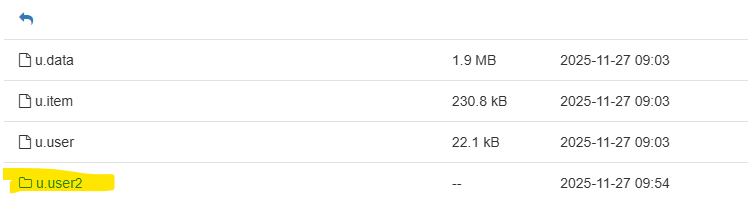 u.data 1.9 MB 2025-11-27 09:03
u.item 230.8 kB 2025-11-27 09:03
u.user 22.1 kB 2025-11-27 09:03
u.user2 -- 2025-11-27 09:54